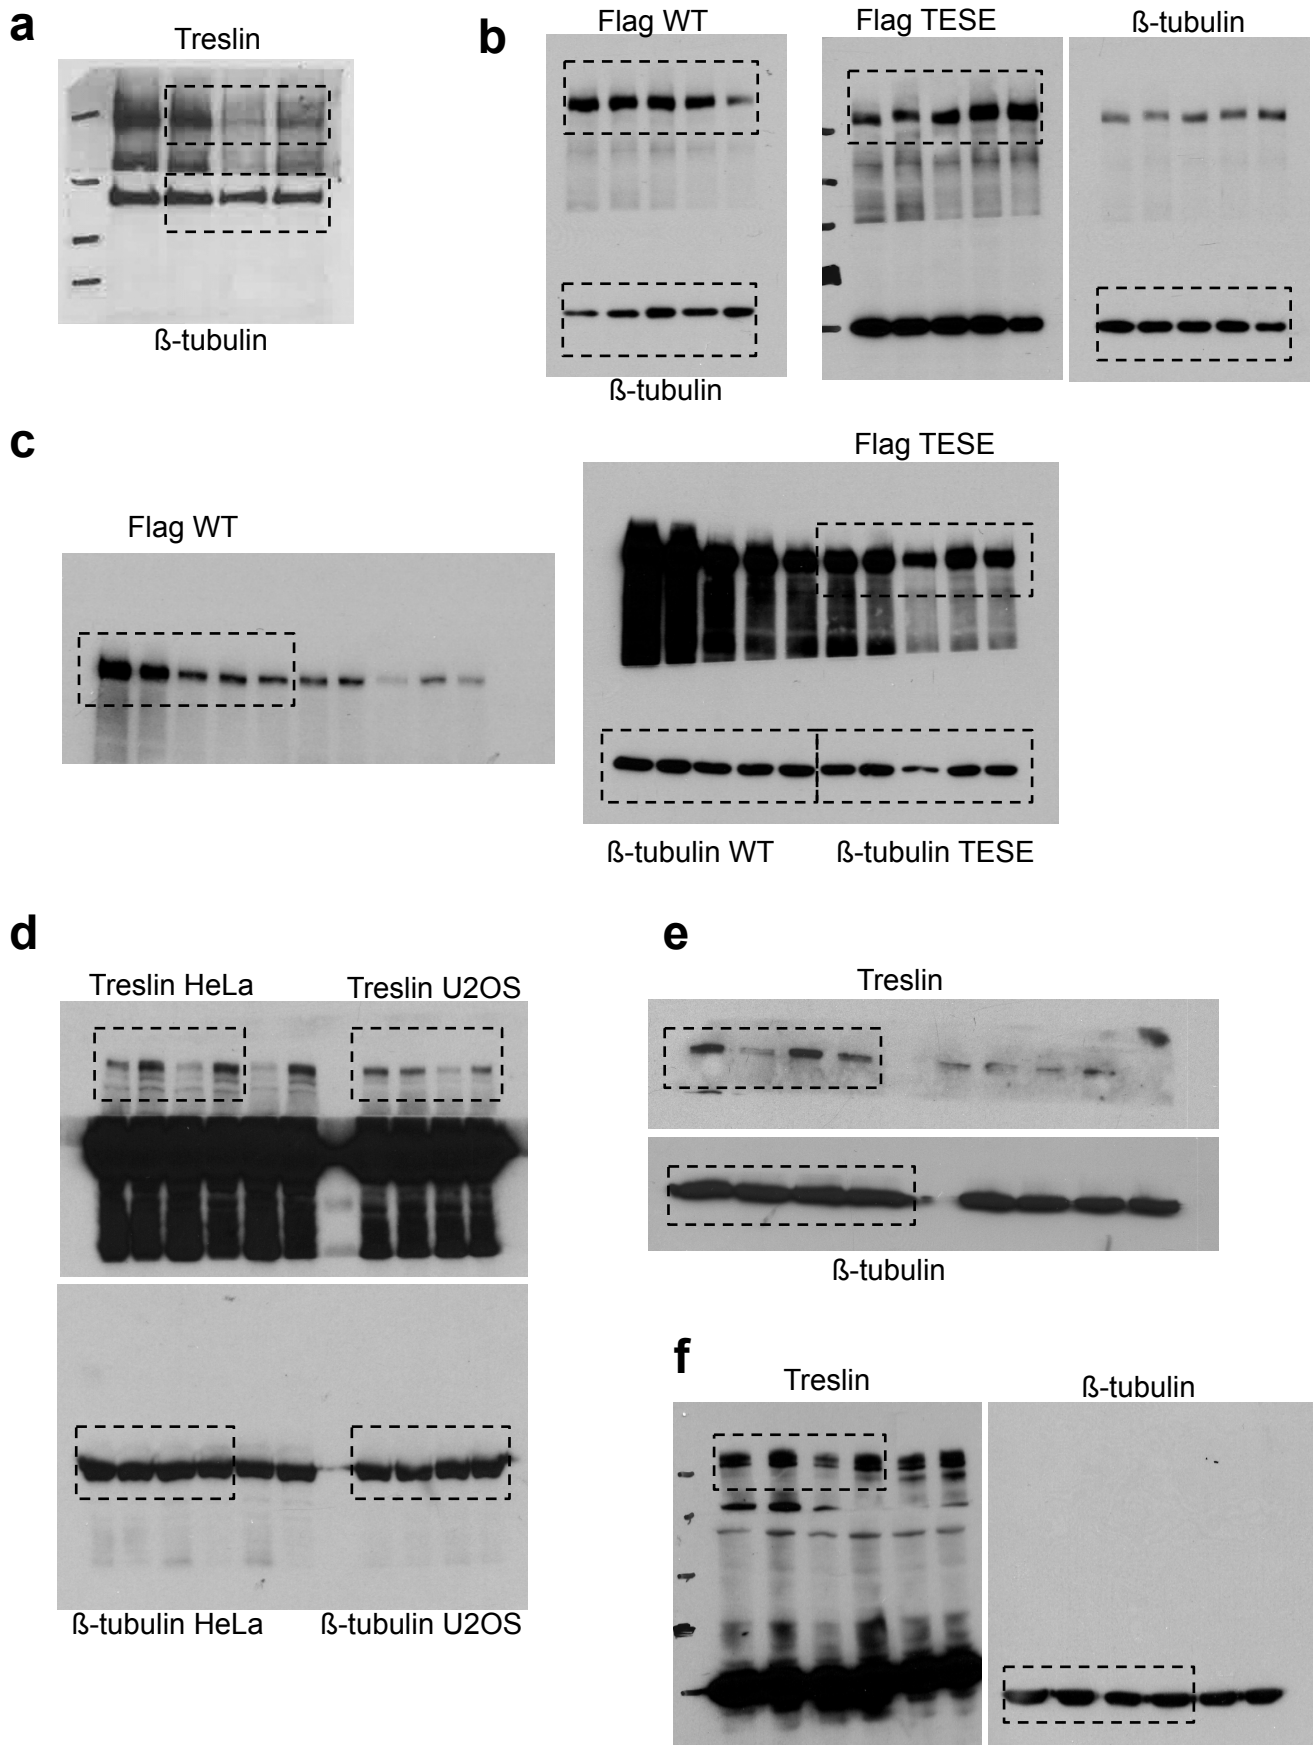 a
Treslin
ß-tubulin
b
Flag WT
Flag TESE
ß-tubulin
ß-tubulin
c
Flag WT
Flag TESE
ß-tubulin WT
ß-tubulin TESE
d
Treslin HeLa
Treslin U2OS
ß-tubulin HeLa
ß-tubulin U2OS
e
Treslin
ß-tubulin
f
Treslin
ß-tubulin